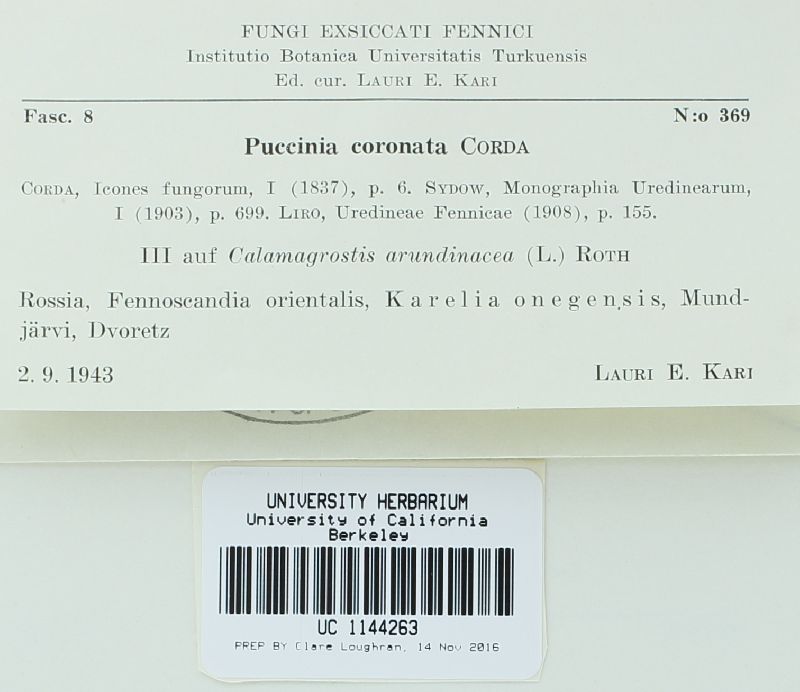 FUNGI EXSICCATI FENNICI
Institutio Botanica Universitatis Turkuensis
Ed. cur. LAURI E. KARI
Fasc. 8 N:o 369
Puccinia coronata CORDA
CORDA, Icones fungorum, I (1837), p. 6. SYDOW, Monographia Uredinearum,
I (1903), p. 699. LIRO, Uredineae Fennicae (1908), p. 155.
III auf Calamagrostis arundinacea (L.) ROTH
Rossia, Fennoscandia orientalis, Karelia onegensis, Mund-
järvi, Dvoretz
2. 9. 1943 LAURI E. KARI
UNIVERSITY HERBARIUM
University of California
Berkeley
UC 1144263
PREP BY Clare Loughran, 14 Nov 2016